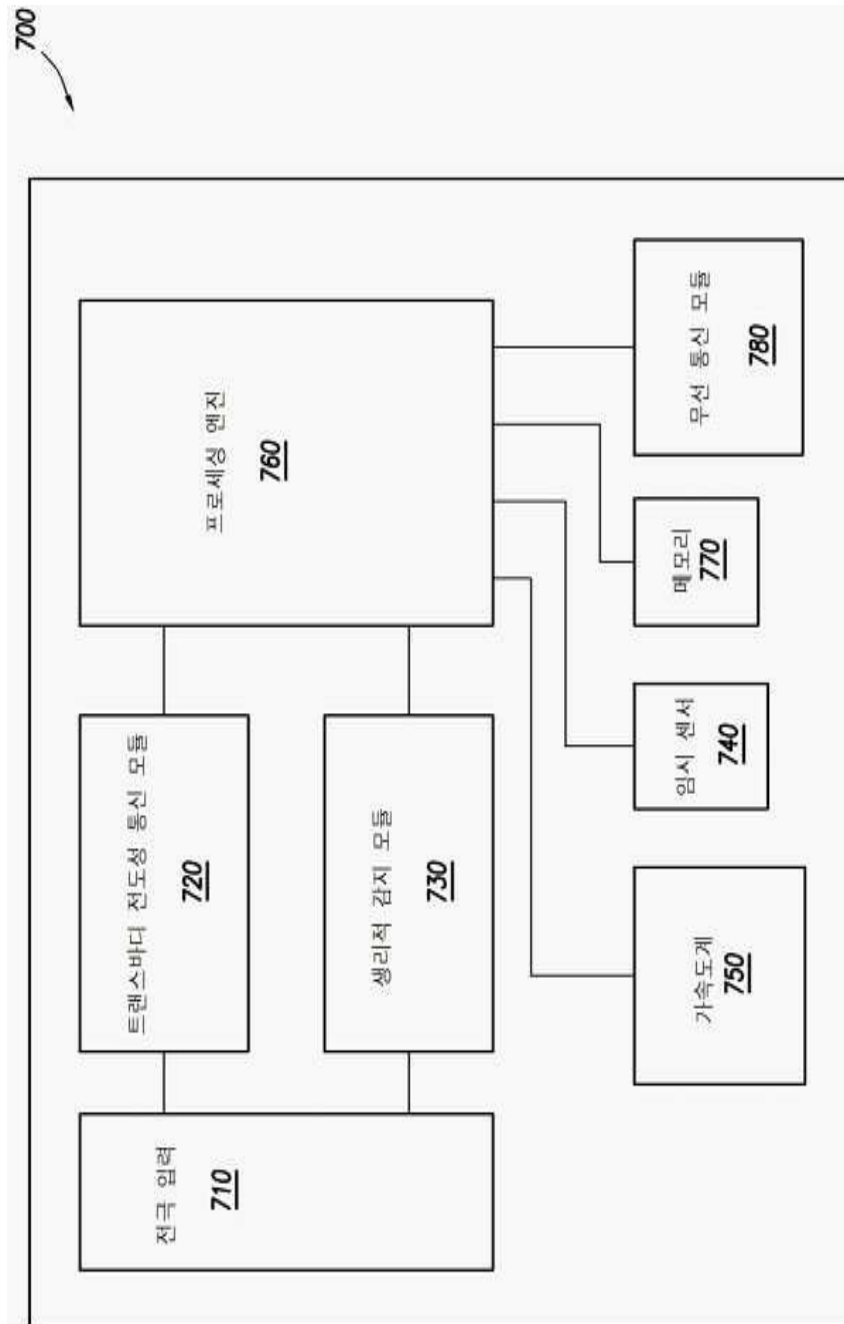 700
전극 입력
710
트랜스바디 전도성 통신 모듈
720
생리적 감지 모듈
730
프로세싱 엔진
760
가속도계
750
임시 센서
740
메모리
770
무선 통신 모듈
780